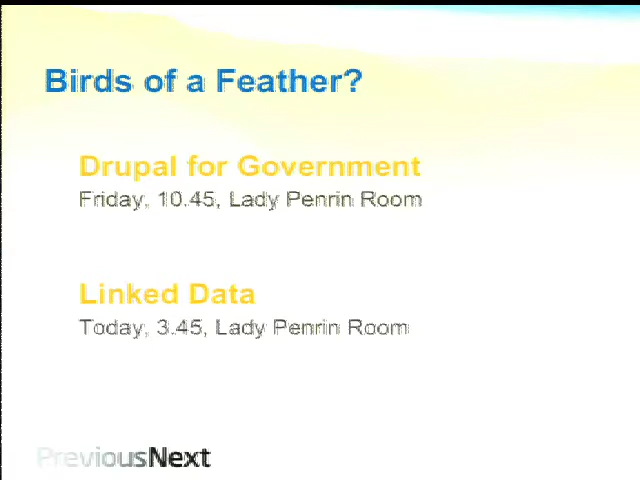 Birds of a Feather?
Drupal for Government
Friday, 10.45, Lady Penrin Room
Linked Data
Today, 3.45, Lady Penrin Room
PreviousNext